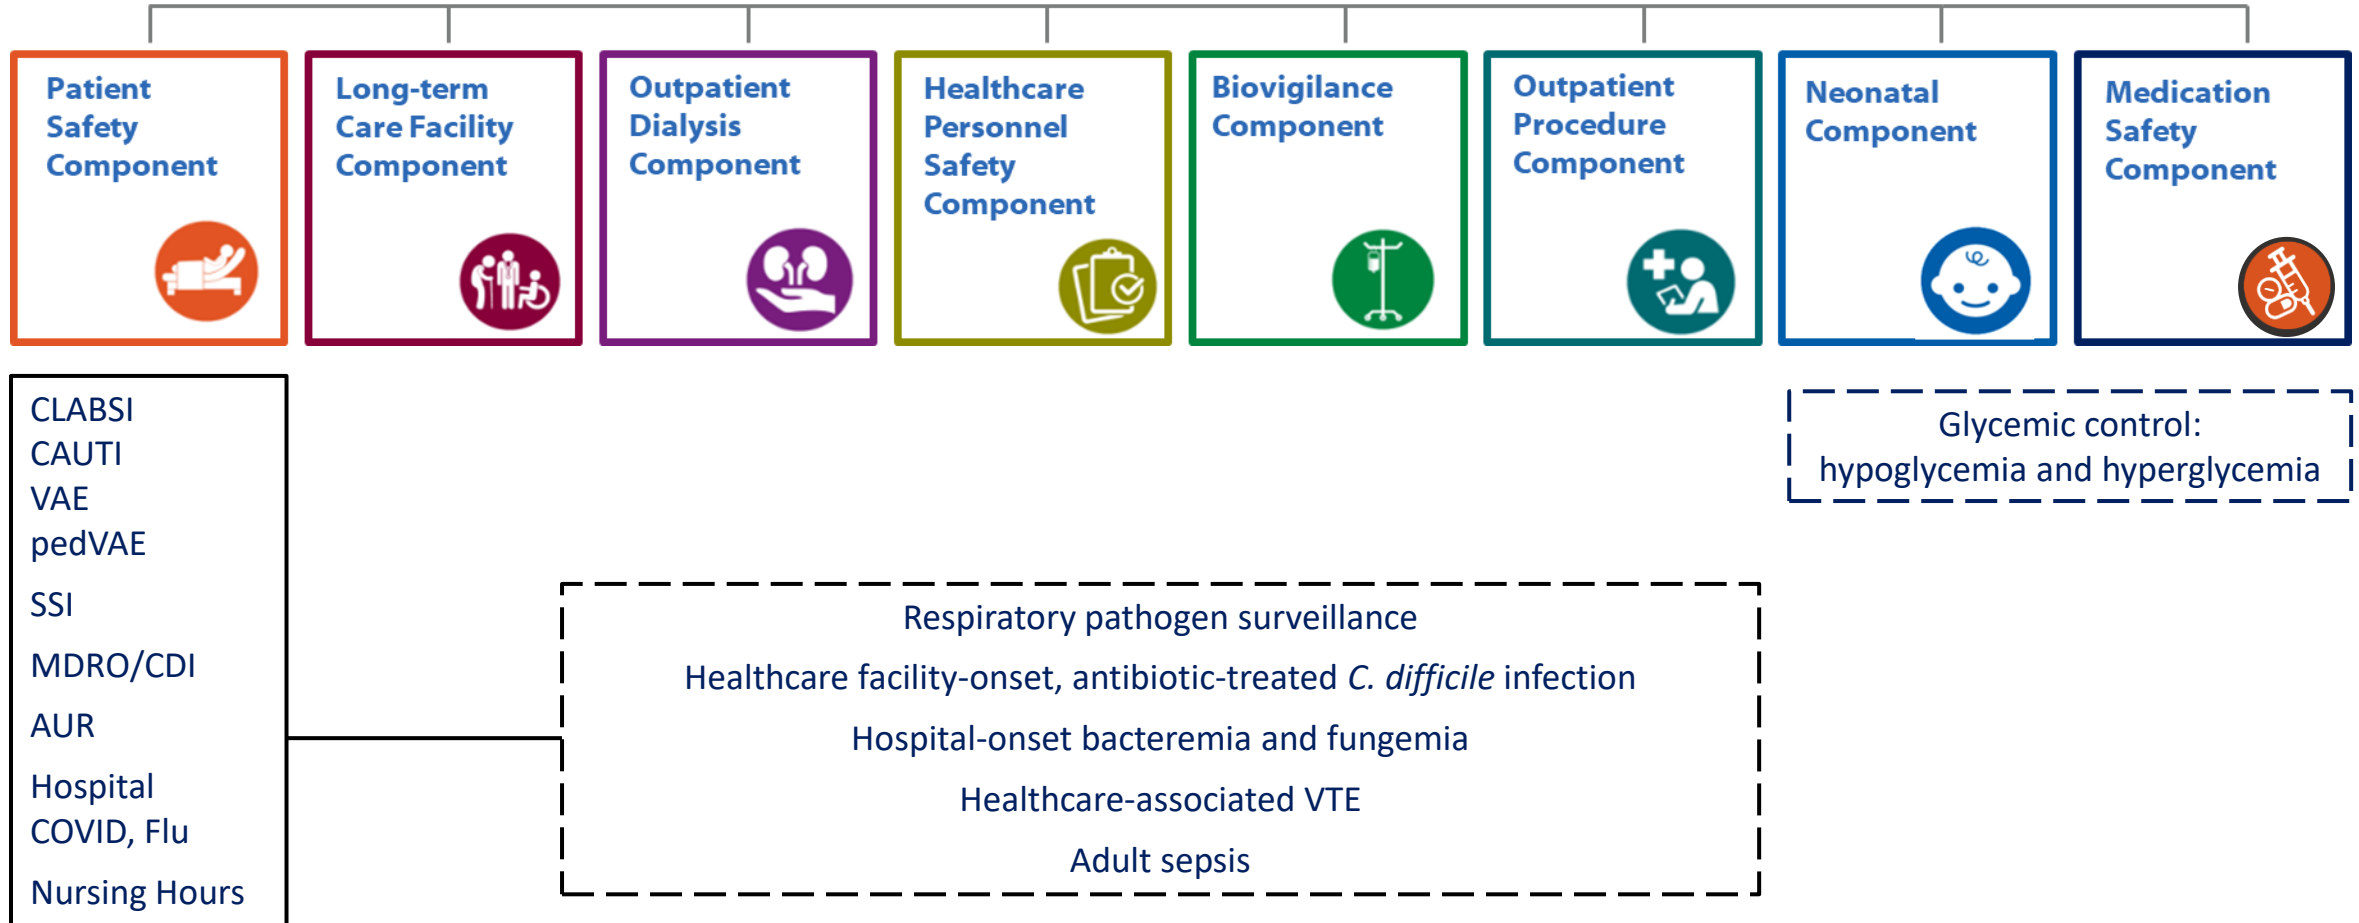 Patient
Safety
Component
Long-term
Care Facility
Component
Outpatient
Dialysis
Component
Healthcare
Personnel
Safety
Component
Biovigilance
Component
Outpatient
Procedure
Component
Neonatal
Component
Medication
Safety
Component
CLABSI
CAUTI
VAE
pedVAE
SSI
MDRO/CDI
AUR
Hospital
COVID, Flu
Nursing Hours
Respiratory pathogen surveillance
Healthcare facility-onset, antibiotic-treated C. difficile infection
Hospital-onset bacteremia and fungemia
Healthcare-associated VTE
Adult sepsis
Glycemic control:
hypoglycemia and hyperglycemia